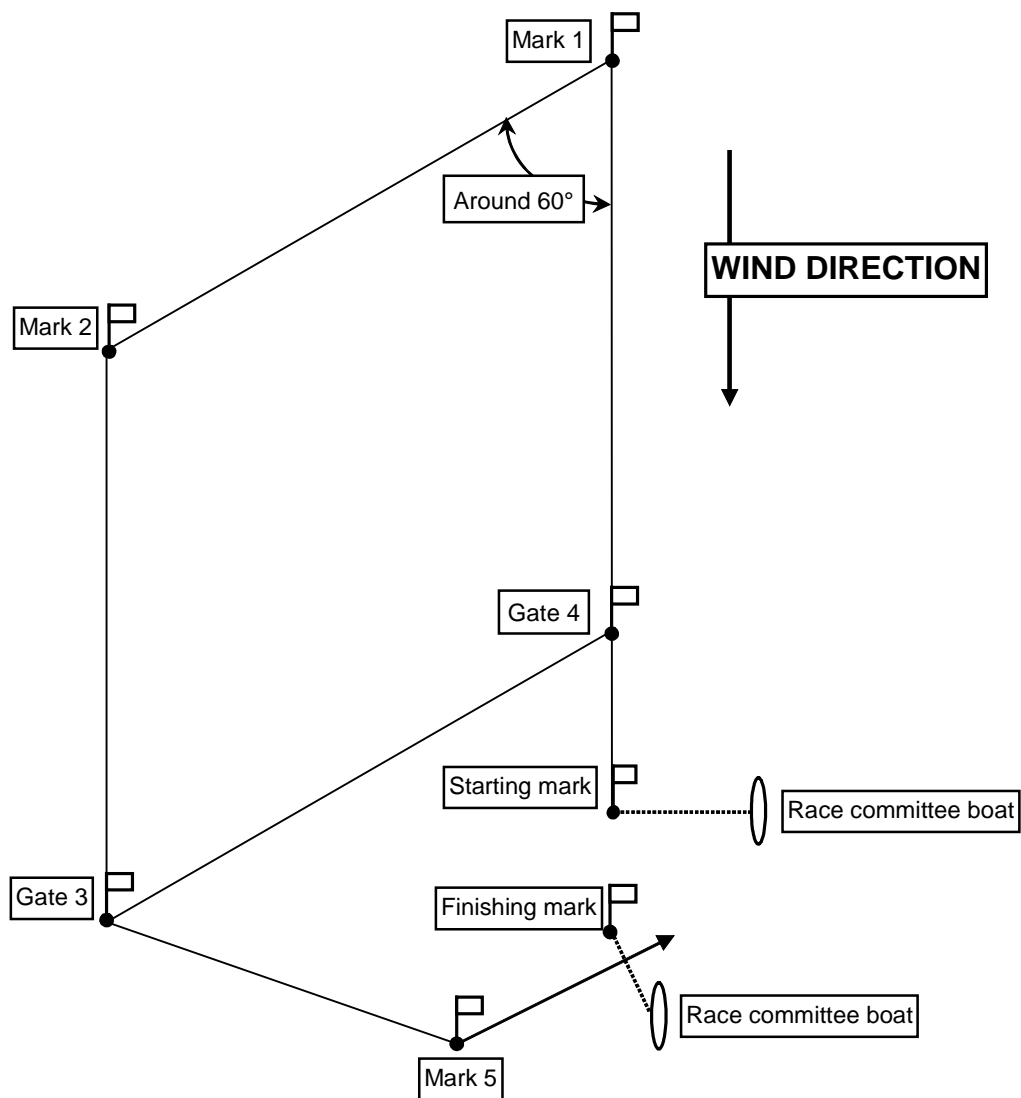 Mark 1
Around 60°
WIND DIRECTION
Mark 2
Gate 4
Starting mark
Race committee boat
Gate 3
Finishing mark
Race committee boat
Mark 5